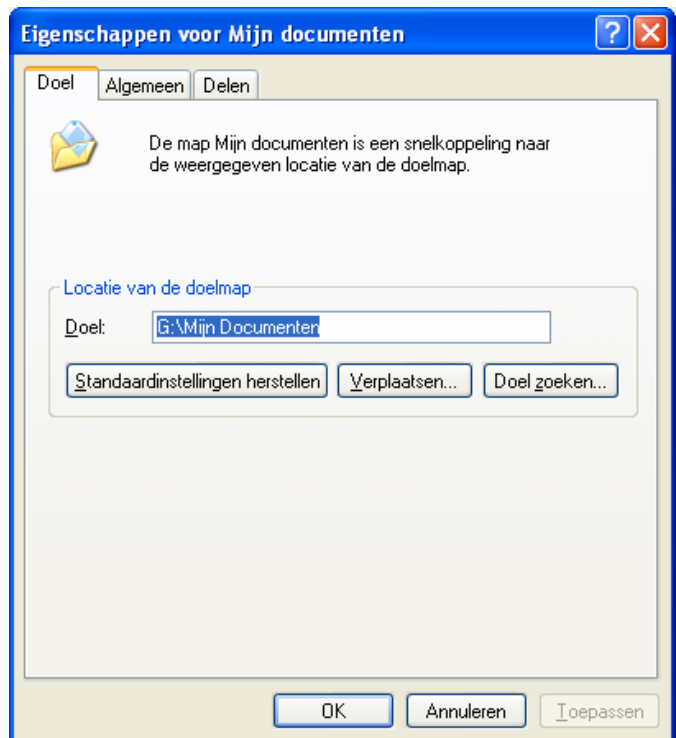 Eigenschappen voor Mijn documenten
Doel Algemeen Delen
De map Mijn documenten is een snelkoppeling naar
de weergegeven locatie van de doelmap.
Locatie van de doelmap
Doel: G:\Mijn Documenten
Standaardinstellingen herstellen Verplaatsen... Doel zoeken...
OK Annuleren Toepassen